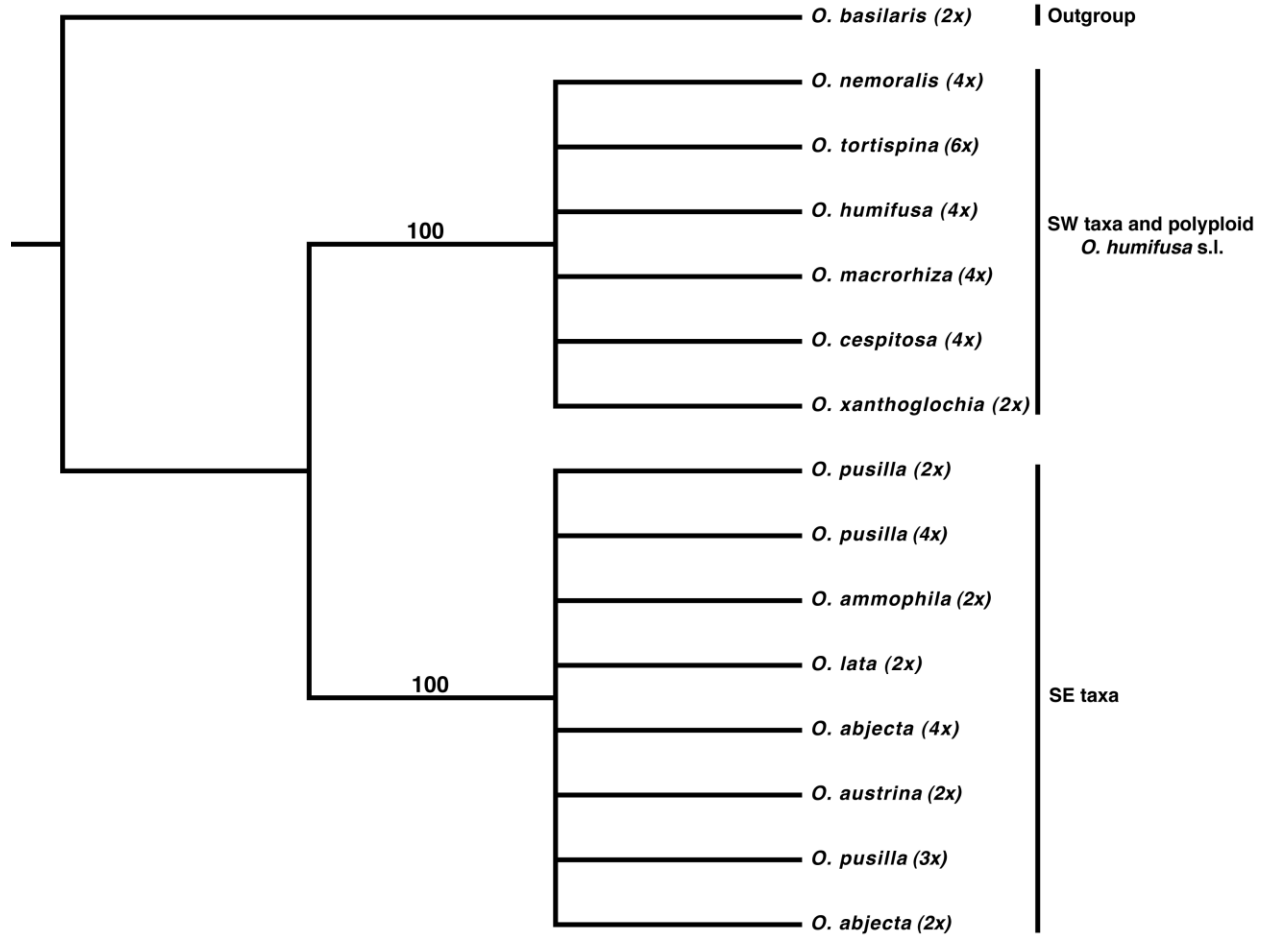 O. basilaris (2x)
Outgroup
O. nemoralis (4x)
O. tortispina (6x)
O. humifusa (4x)
SW taxa and polyploid
O. humifusa s.l.
100
O. macrorhiza (4x)
O. cespitosa (4x)
O. xanthoglochia (2x)
O. pusilla (2x)
O. pusilla (4x)
O. ammophila (2x)
O. lata (2x)
100
SE taxa
O. abjecta (4x)
O. austrina (2x)
O. pusilla (3x)
O. abjecta (2x)